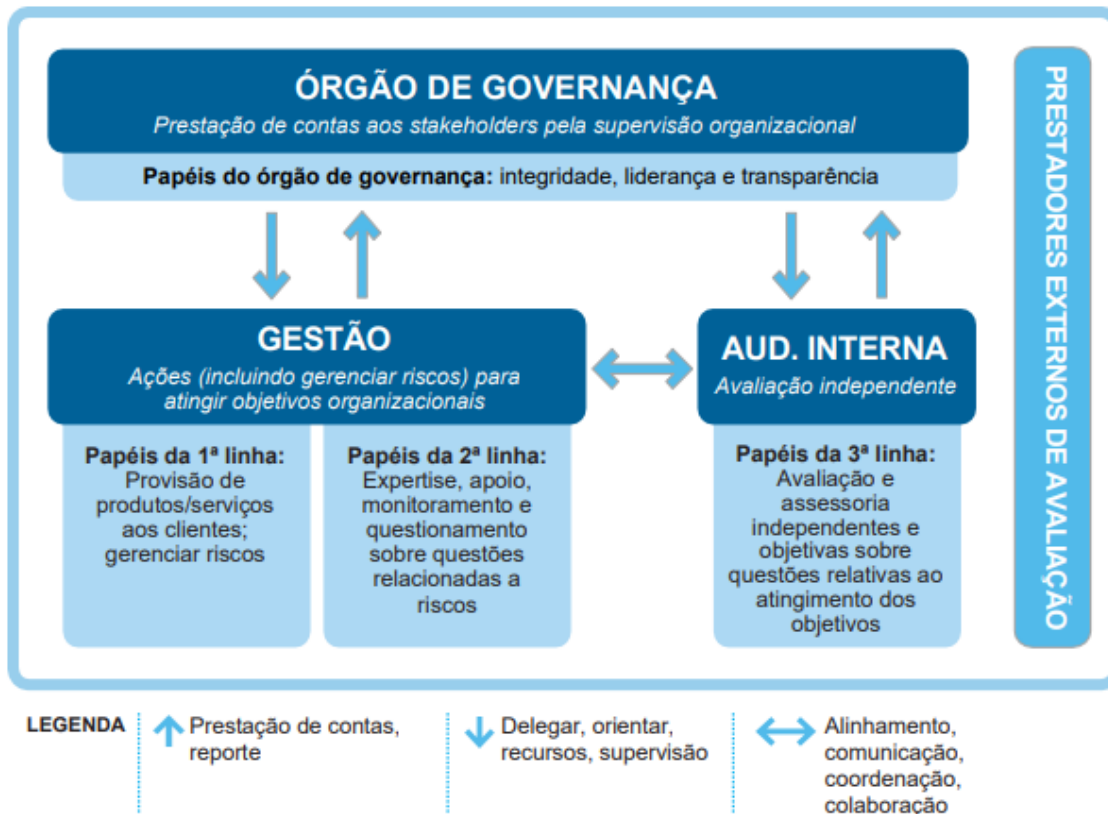 ÓRGÃO DE GOVERNANÇA
Prestação de contas aos stakeholders pela supervisão organizacional
Papéis do órgão de governança: integridade, liderança e transparência
GESTÃO
Ações (incluindo gerenciar riscos) para
atingir objetivos organizacionais
Papéis da 1ª linha:
Provisão de
produtos/serviços
aos clientes;
gerenciar riscos
Papéis da 2ª linha:
Expertise, apoio,
monitoramento e
questionamento
sobre questões
relacionadas a
riscos
AUD. INTERNA
Avaliação independente
Papéis da 3ª linha:
Avaliação e
assessoria
independentes e
objetivas sobre
questões relativas ao
atingimento dos
objetivos
PRESTADORES EXTERNOS DE AVALIAÇÃO
LEGENDA
Prestação de contas,
reporte
Delegar, orientar,
recursos, supervisão
Alinhamento,
comunicação,
coordenação,
colaboração